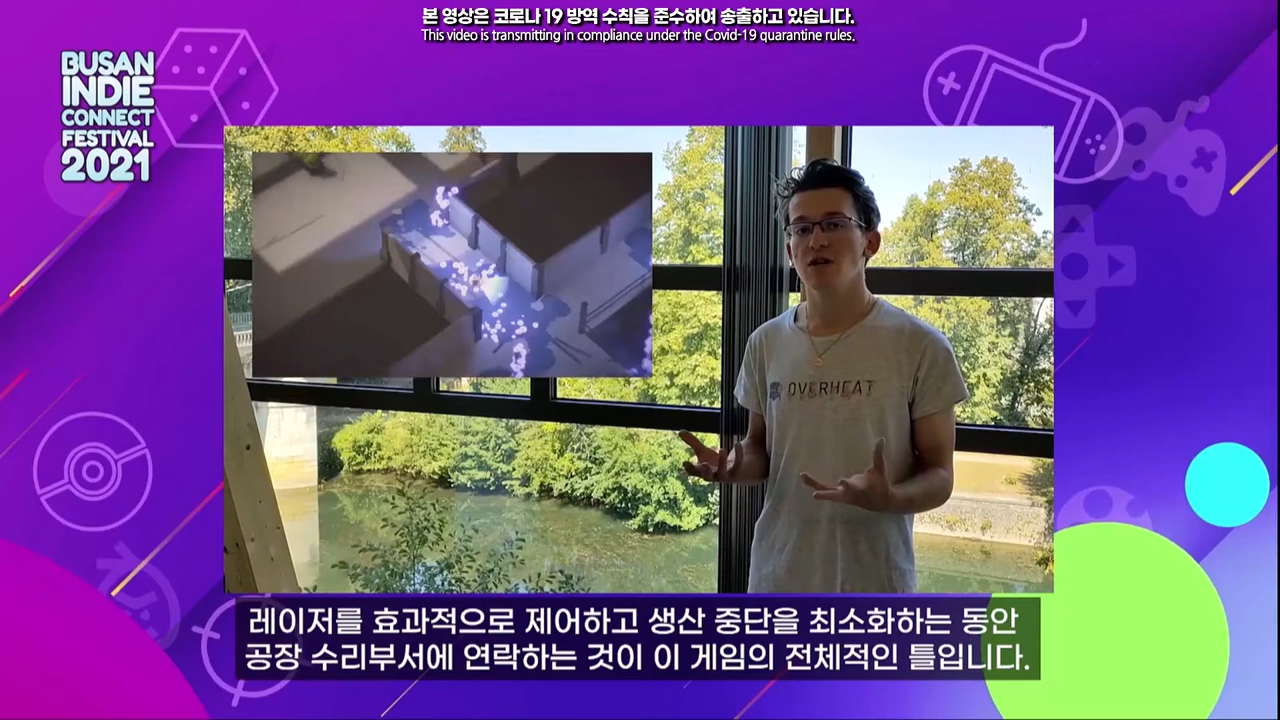 본 영상은 코로나 19 방역 수칙을 준수하여 송출하고 있습니다.
This video is transmitting in compliance under the Covid-19 quarantine rules.
BUSAN
INDIE
CONNECT
FESTIVAL
2021
OVERHEAT
레이저를 효과적으로 제어하고 생산 중단을 최소화하는 동안
공장 수리부서에 연락하는 것이 이 게임의 전체적인 틀입니다.